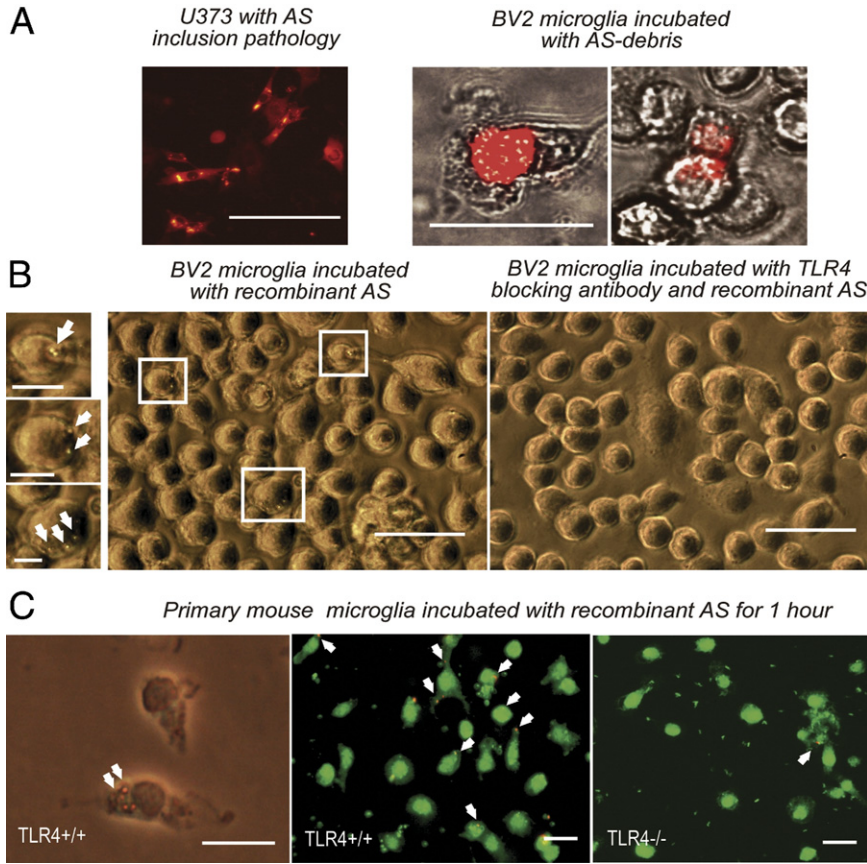 A
U373 with AS
inclusion pathology
BV2 microglia incubated
with AS-debris
B
BV2 microglia incubated
with recombinant AS
BV2 microglia incubated with TLR4
blocking antibody and recombinant AS
C
Primary mouse microglia incubated with recombinant AS for 1 hour
TLR4+/+
TLR4+/+
TLR4-/-